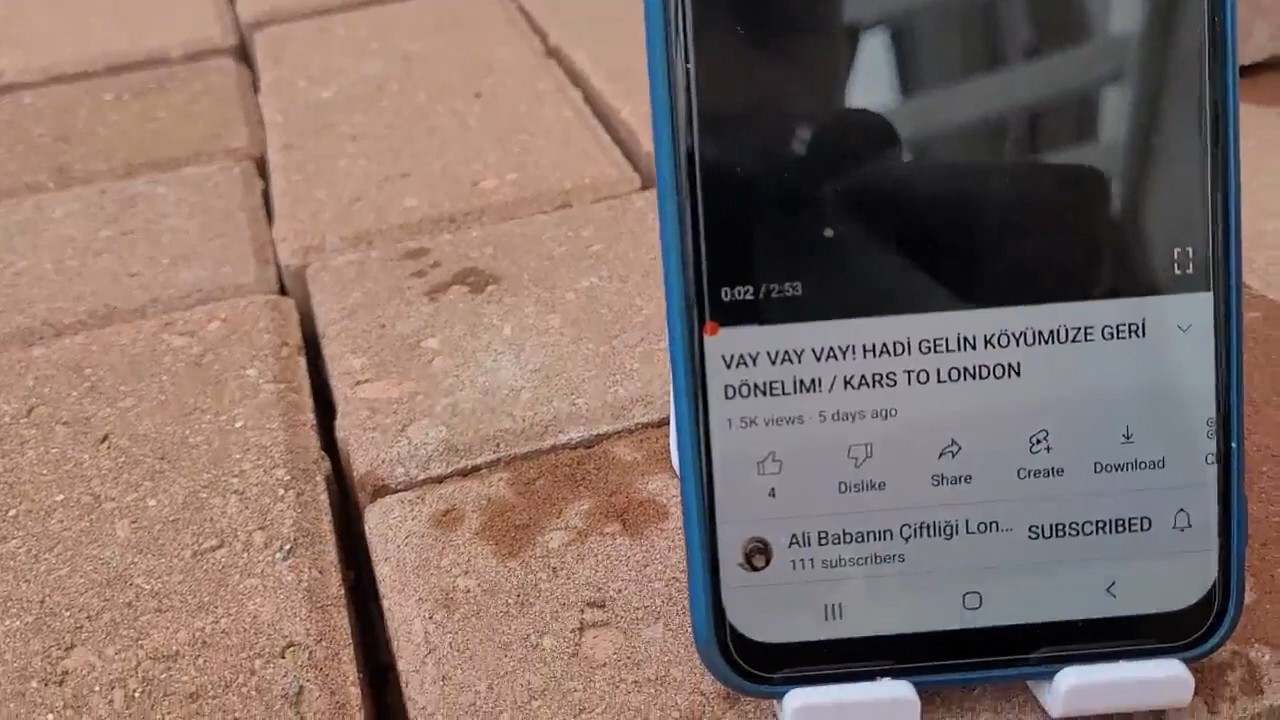 0:02 / 2:53
VAY VAY VAY! HADİ GELİN KÖYÜMÜZE GERİ
DÖNELİM! / KARS TO LONDON
1.5K views · 5 days ago
4
Dislike
Share
Create
Download
Ali Babanın Çiftliği Lon...
SUBSCRIBED
111 subscribers